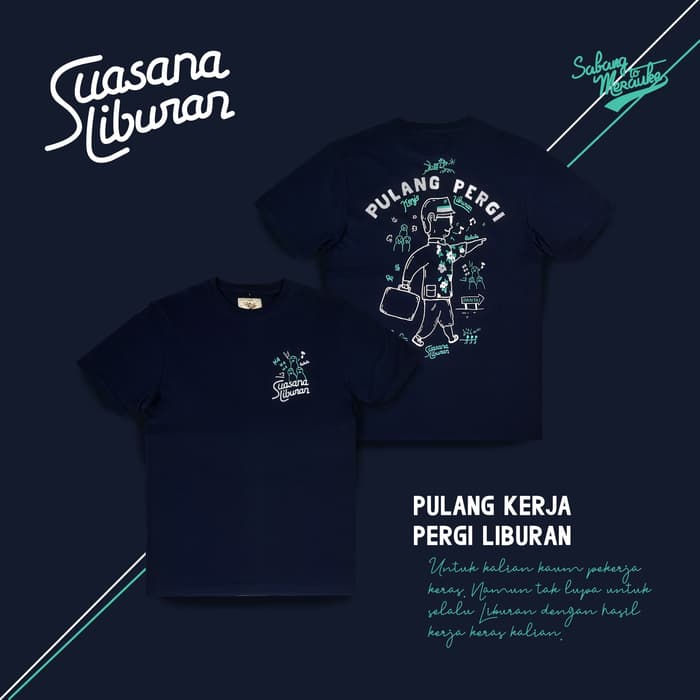 Suasana
Liburan
Sabang
to
Merauke
PULANG PERGI
Kerja
Liburan
PANTAI
Suasana
Liburan
Suasana
Liburan
PULANG KERJA
PERGI LIBURAN
Untuk kalian kaum pekerja
keras. Namun tak lupa untuk
selalu Liburan dengan hasil
kerja keras kalian.